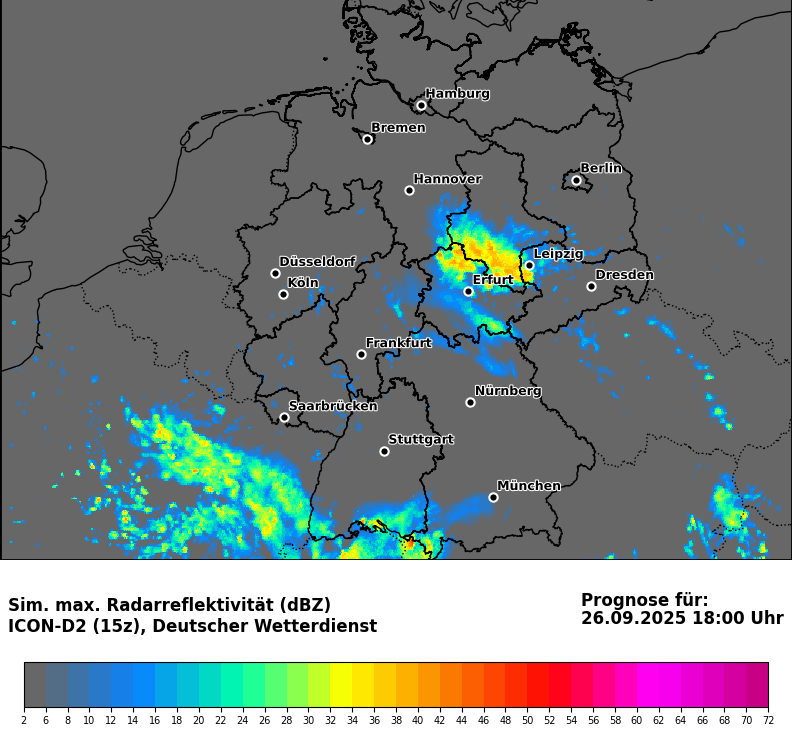 Hamburg
Bremen
Berlin
Hannover
Leipzig
Düsseldorf
Dresden
Köln
Erfurt
Frankfurt
Nürnberg
Saarbrücken
Stuttgart
München
Sim. max. Radarreflektivität (dBZ)
ICON-D2 (15z), Deutscher Wetterdienst
Prognose für:
26.09.2025 18:00 Uhr
2 6 8 10 12 14 16 18 20 22 24 26 28 30 32 34 36 38 40 42 44 46 48 50 52 54 56 58 60 62 64 66 68 70 72